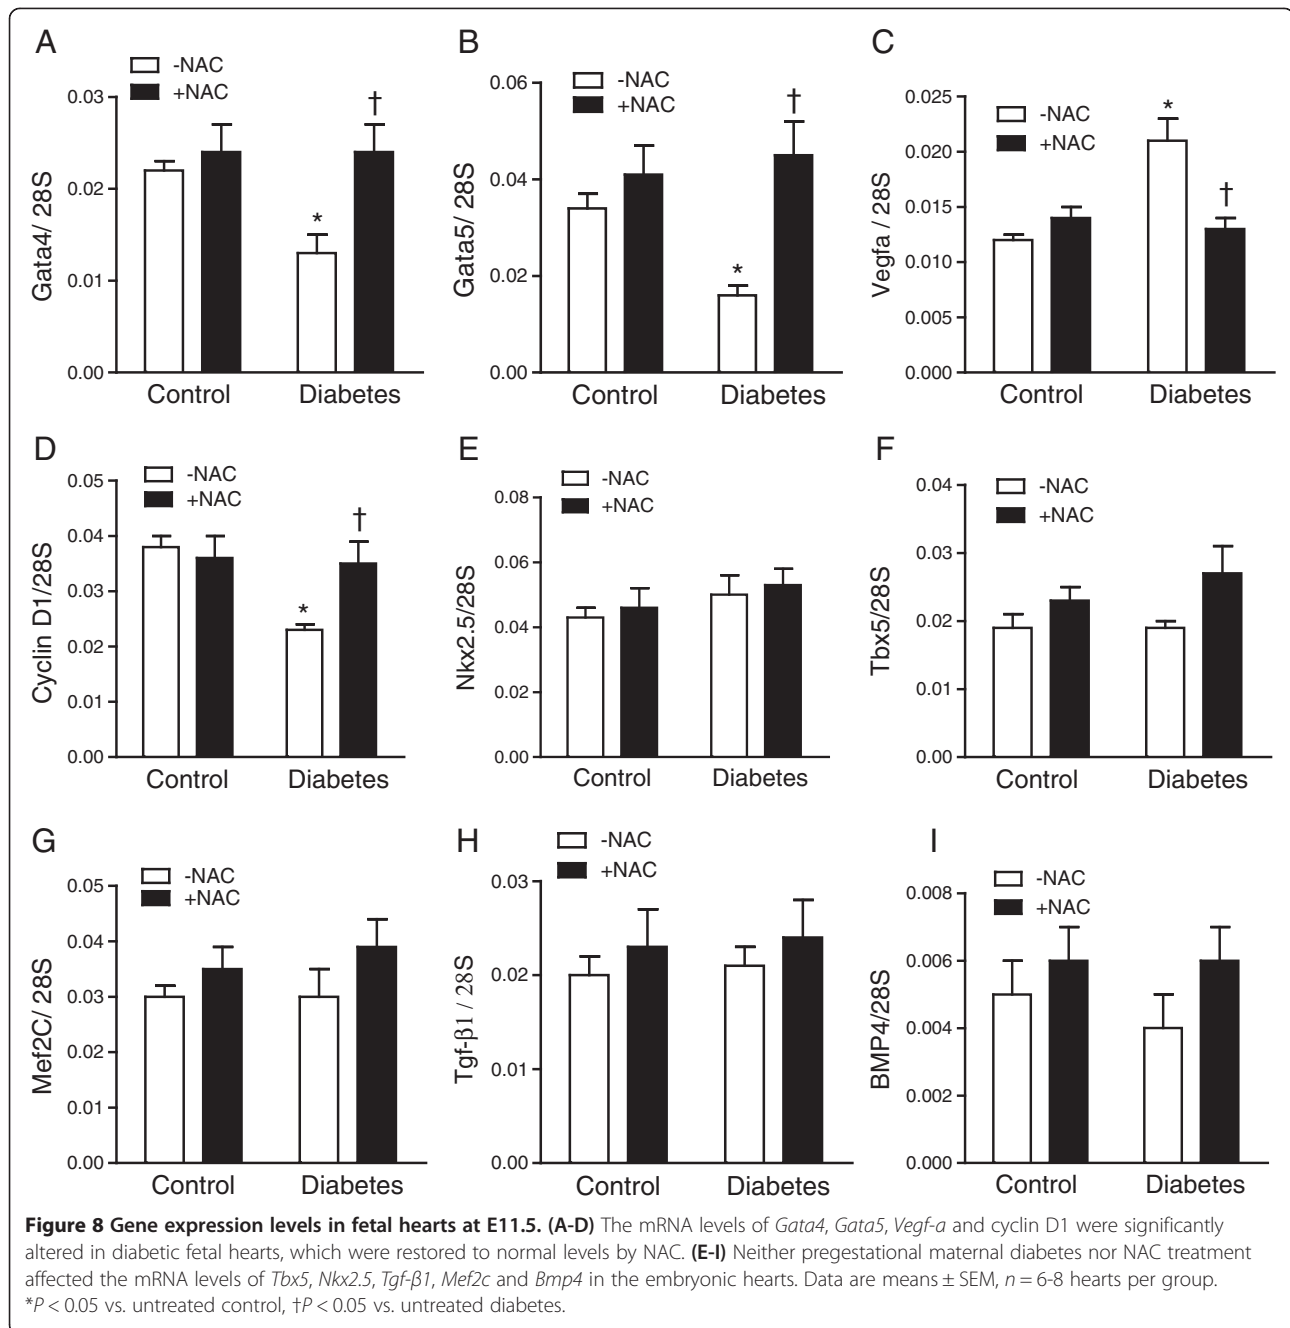 A
-NAC
+NAC
0.03
0.02
0.01
0.00
Gata4/ 28S
*
†
Control Diabetes
B
-NAC
+NAC
0.06
0.04
0.02
0.00
Gata5/ 28S
*
†
Control Diabetes
C
-NAC
+NAC
0.025
0.020
0.015
0.010
0.005
0.000
Vegfa / 28S
*
†
Control Diabetes
D
-NAC
+NAC
0.05
0.04
0.03
0.02
0.01
0.00
Cyclin D1/28S
*
†
Control Diabetes
E
-NAC
+NAC
0.08
0.06
0.04
0.02
0.00
Nkx2.5/28S
Control Diabetes
F
-NAC
+NAC
0.04
0.03
0.02
0.01
0.00
Tbx5/28S
Control Diabetes
G
-NAC
+NAC
0.05
0.04
0.03
0.02
0.01
0.00
Mef2C/ 28S
Control Diabetes
H
-NAC
+NAC
0.03
0.02
0.01
0.00
Tgf-β1 / 28S
Control Diabetes
I
-NAC
+NAC
0.008
0.006
0.004
0.002
0.000
BMP4/28S
Control Diabetes
Figure 8 Gene expression levels in fetal hearts at E11.5. (A-D) The mRNA levels of Gata4, Gata5, Vegf-a and cyclin D1 were significantly
altered in diabetic fetal hearts, which were restored to normal levels by NAC. (E-I) Neither pregestational maternal diabetes nor NAC treatment
affected the mRNA levels of Tbx5, Nkx2.5, Tgf-β1, Mef2c and Bmp4 in the embryonic hearts. Data are means ± SEM, n = 6-8 hearts per group.
*P < 0.05 vs. untreated control, †P < 0.05 vs. untreated diabetes.